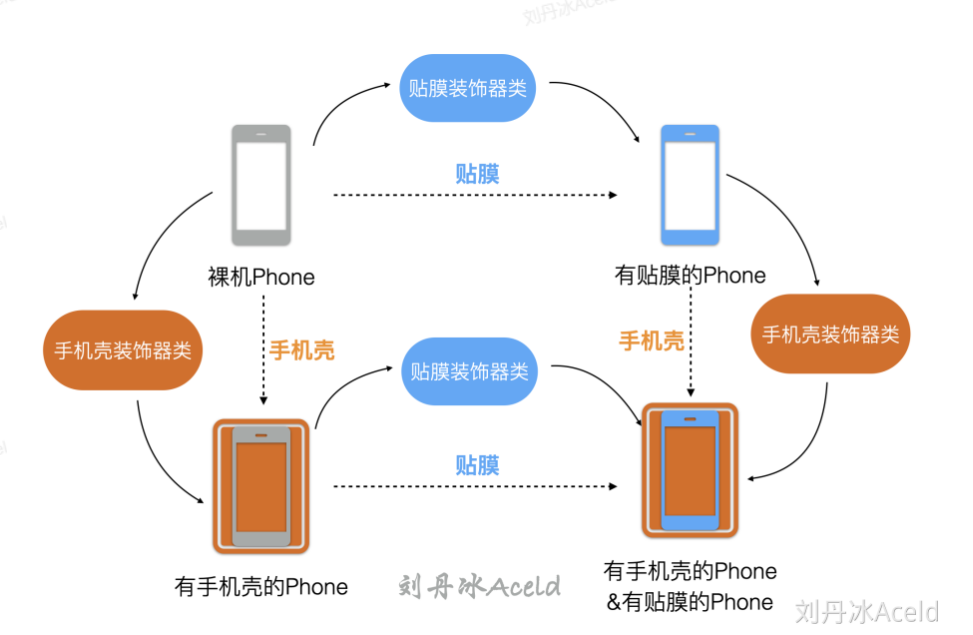 刘丹冰Aceld
贴膜装饰器类
贴膜
裸机Phone
有贴膜的Phone
手机壳装饰器类
手机壳
手机壳
手机壳装饰器类
贴膜装饰器类
贴膜
有手机壳的Phone
刘丹冰Aceld
有手机壳的Phone
&有贴膜的Phone
刘丹冰Aceld